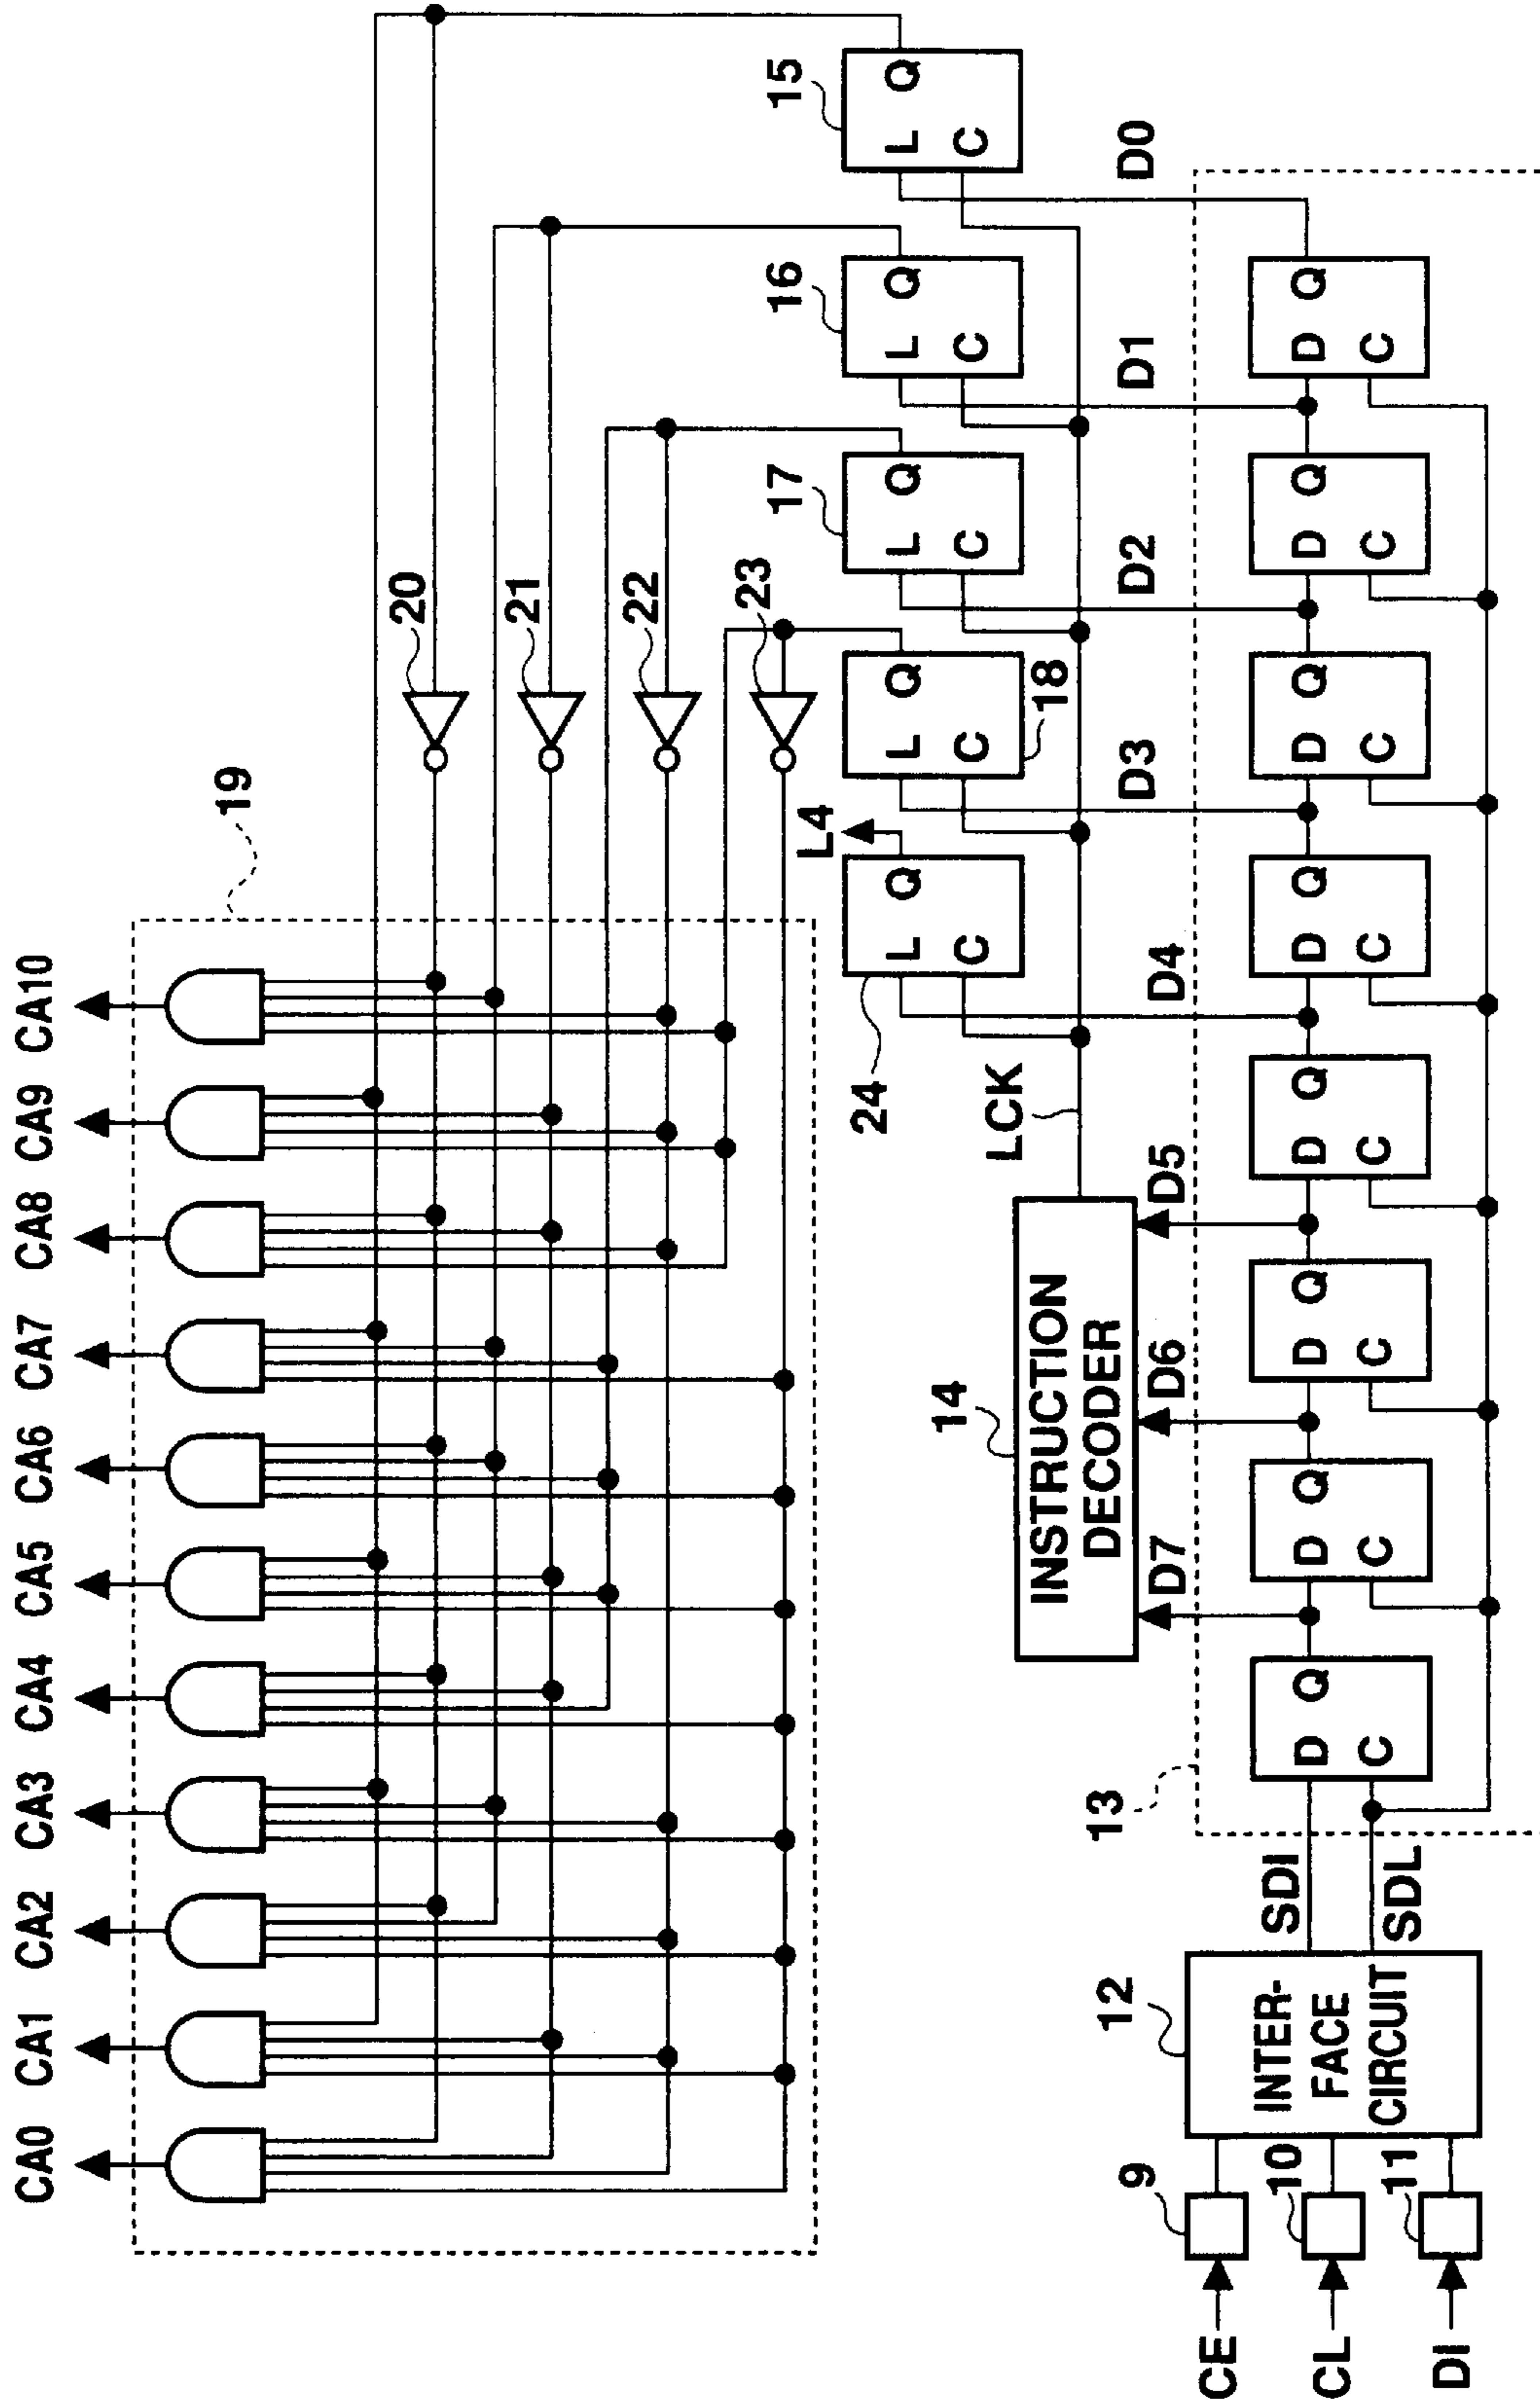 CA0 CA1 CA2 CA3 CA4 CA5 CA6 CA7 CA8 CA9 CA10
19
20
21
22
23
L4
24
L Q
C
18
L Q
C
17
L Q
C
16
L Q
C
15
L Q
C
LCK
14
INSTRUCTION
DECODER
D7 D6 D5 D4 D3 D2 D1 D0
13
D Q
C
D Q
C
D Q
C
D Q
C
D Q
C
D Q
C
D Q
C
D Q
C
SDI
SDL
12
INTER-
FACE
CIRCUIT
9
10
11
CE
CL
DI